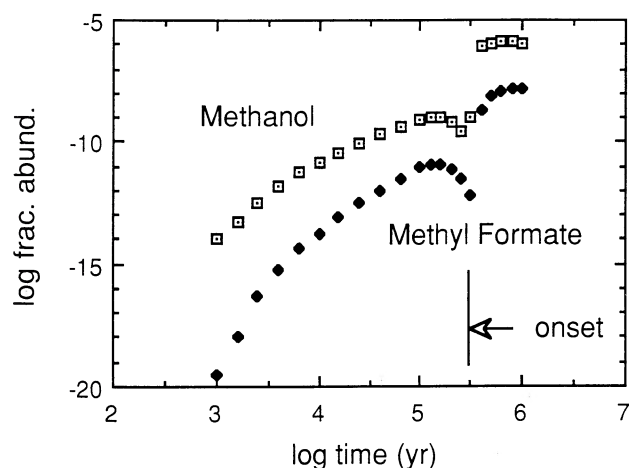 -5
-10
-15
-20
log frac. abund.
Methanol
Methyl Formate
onset
2
3
4
5
6
7
log time (yr)